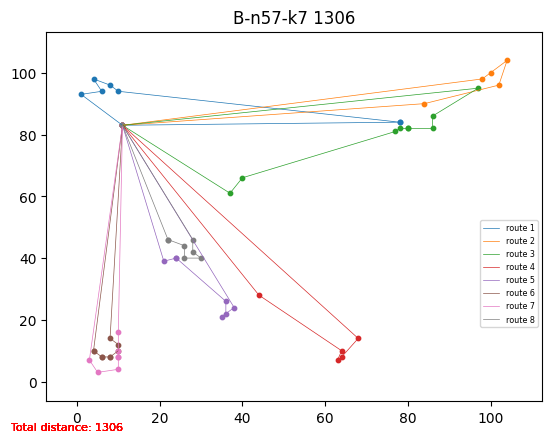 B-n57-k7 1306
100
80
60
40
20
0
route 1
route 2
route 3
route 4
route 5
route 6
route 7
route 8
0 20 40 60 80 100
Total distance: 1306